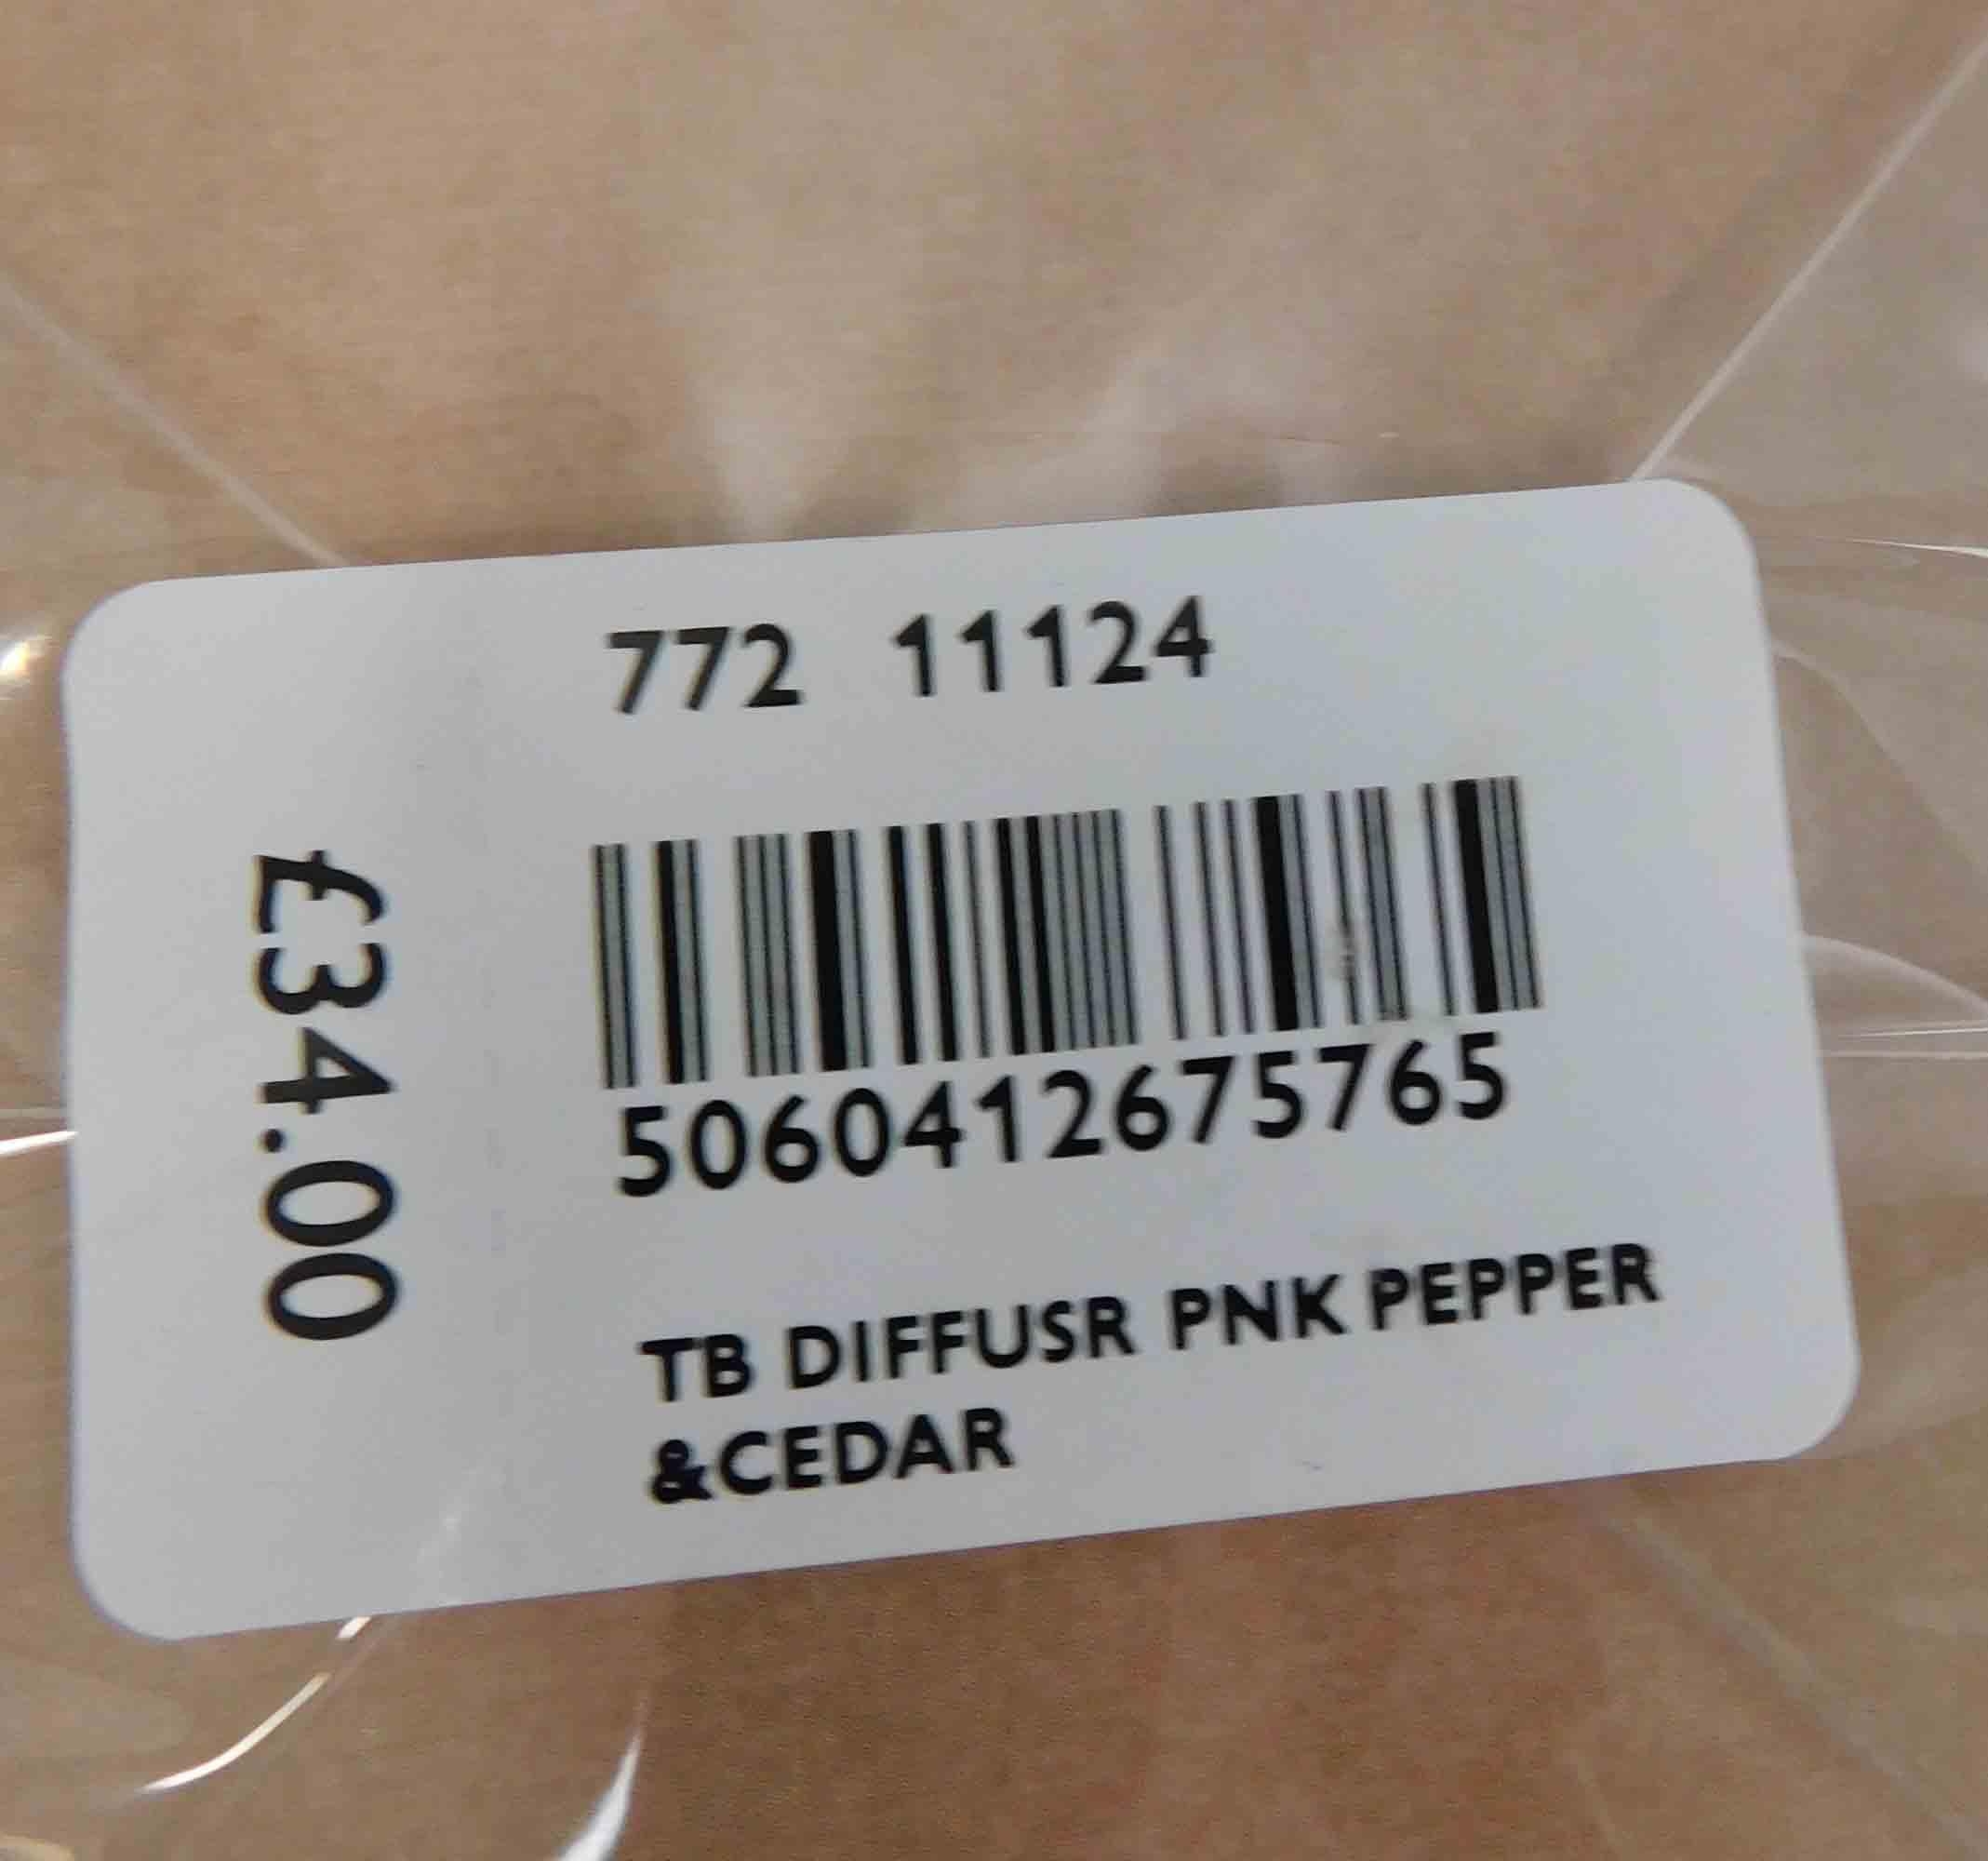 772 11124
£34.00
5060412675765
TB DIFFUSR PNK PEPPER
&CEDAR